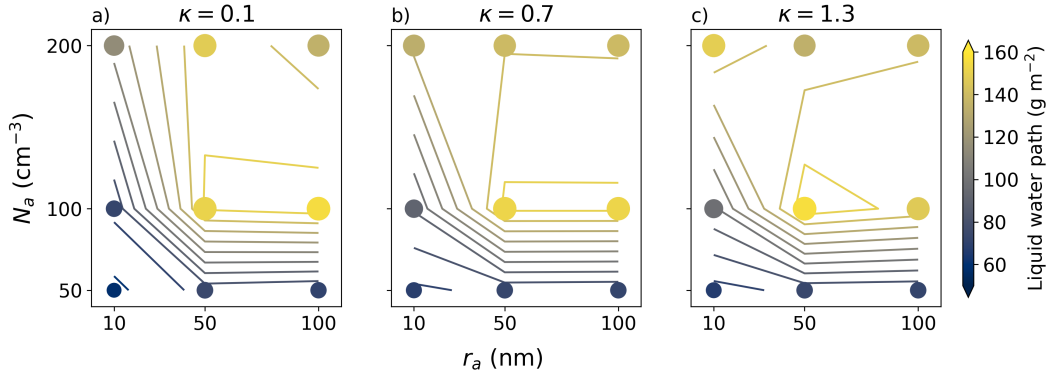 a) κ = 0.1
b) κ = 0.7
c) κ = 1.3
200
100
50
N_a (cm⁻³)
10 50 100
10 50 100
10 50 100
r_a (nm)
160
140
120
100
80
60
Liquid water path (g m⁻²)